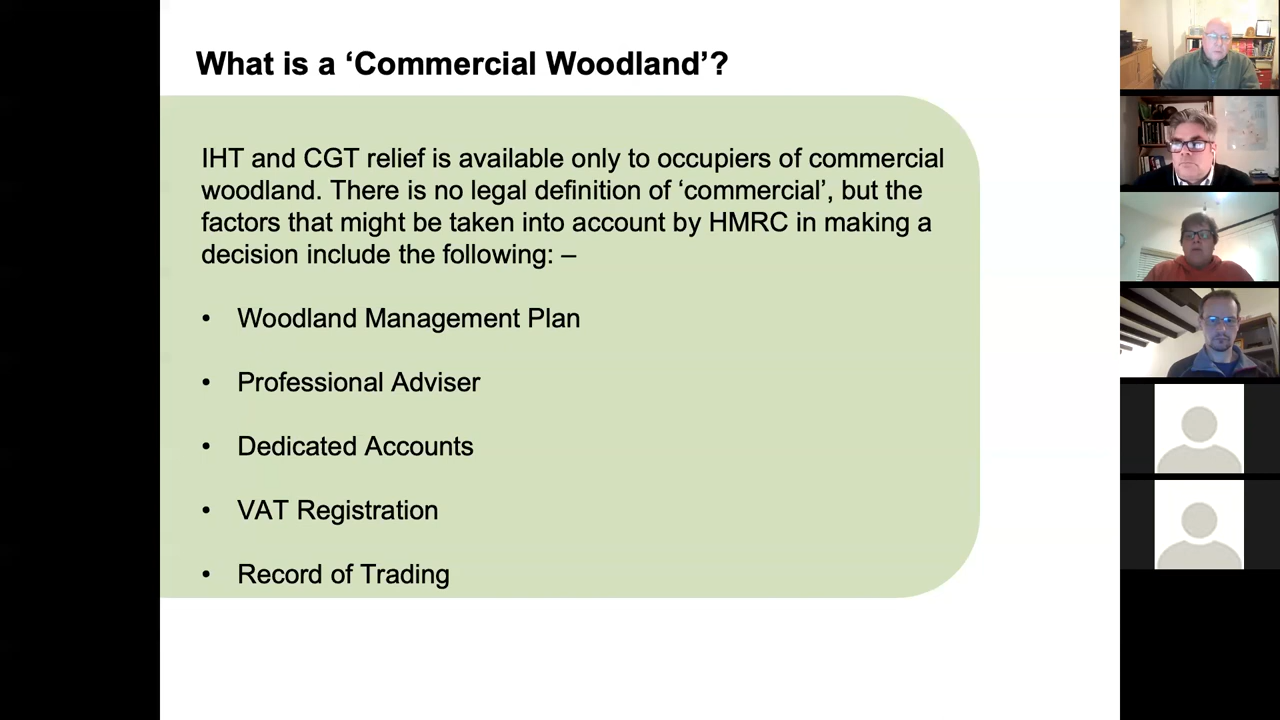 What is a ‘Commercial Woodland’?
IHT and CGT relief is available only to occupiers of commercial
woodland. There is no legal definition of ‘commercial’, but the
factors that might be taken into account by HMRC in making a
decision include the following: –
• Woodland Management Plan
• Professional Adviser
• Dedicated Accounts
• VAT Registration
• Record of Trading